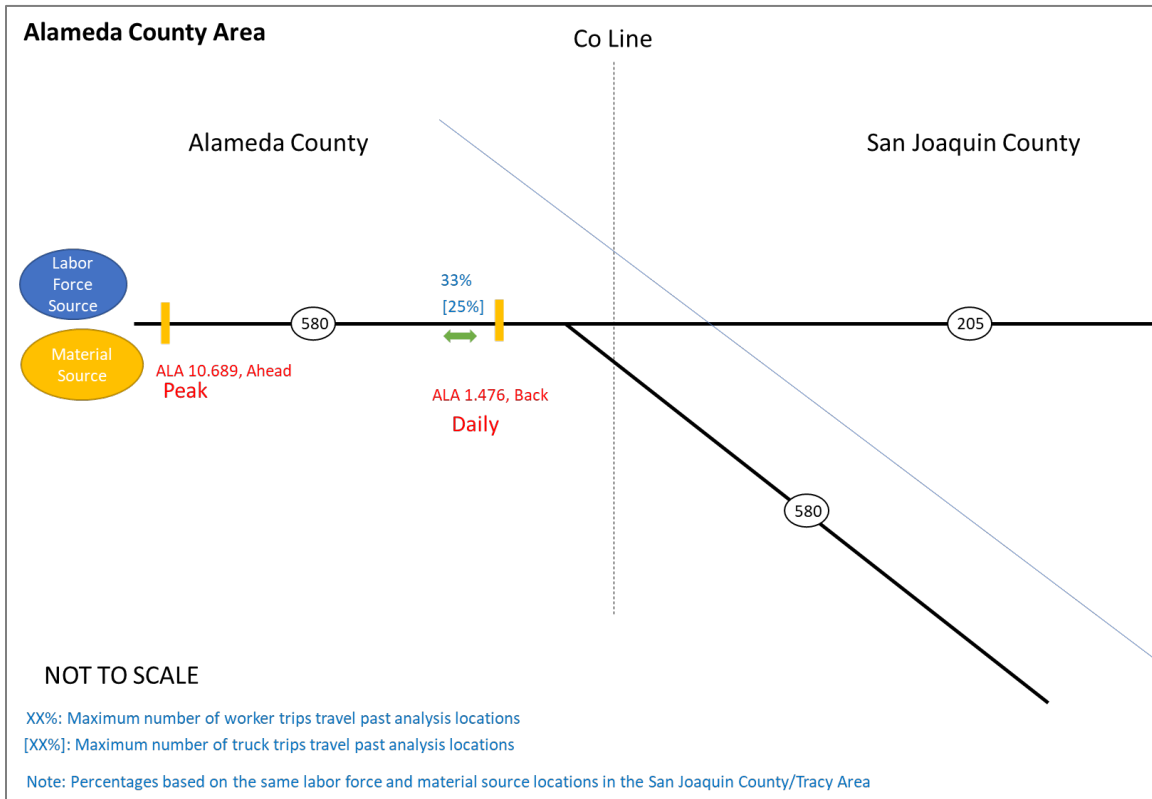 Alameda County Area
Co Line
Alameda County
San Joaquin County
Labor
Force
Source
33%
[25%]
580
205
Material
Source
ALA 10.689, Ahead
Peak
ALA 1.476, Back
Daily
580
NOT TO SCALE
XX%: Maximum number of worker trips travel past analysis locations
[XX%]: Maximum number of truck trips travel past analysis locations
Note: Percentages based on the same labor force and material source locations in the San Joaquin County/Tracy Area